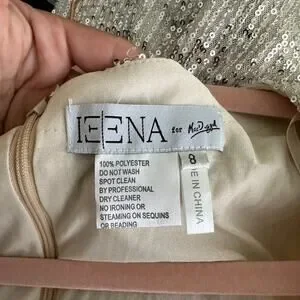 IEENA for Mac Duggal
100% POLYESTER
DO NOT WASH
SPOT CLEAN
BY PROFESSIONAL
DRY CLEANER
NO IRONING OR
STEAMING ON SEQUINS
OR BEADING
8
E IN CHINA